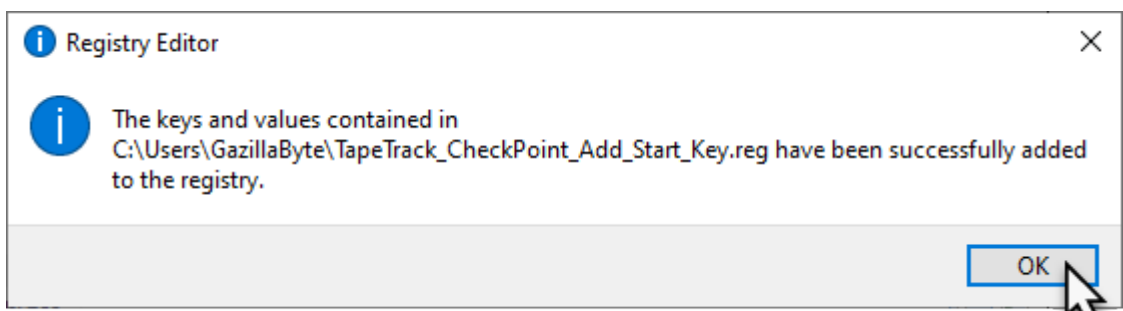 Registry Editor
The keys and values contained in
C:\Users\GazillaByte\TapeTrack_CheckPoint_Add_Start_Key.reg have been successfully added
to the registry.
OK